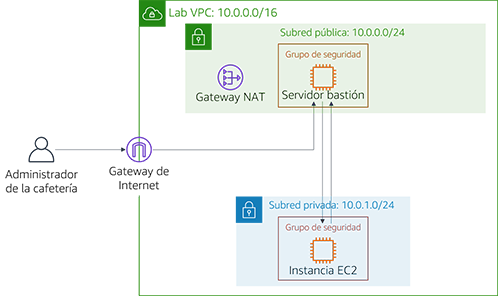 Lab VPC: 10.0.0.0/16
Subred pública: 10.0.0.0/24
Grupo de seguridad
Gateway NAT
Servidor bastión
Administrador
de la cafetería
Gateway de
Internet
Subred privada: 10.0.1.0/24
Grupo de seguridad
Instancia EC2